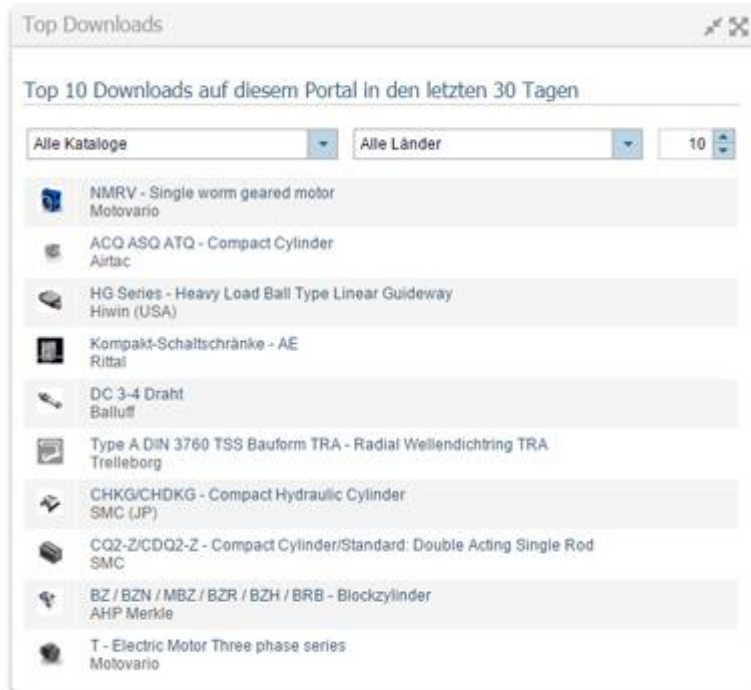 Top Downloads
Top 10 Downloads auf diesem Portal in den letzten 30 Tagen
Alle Kataloge Alle Länder 10
NMRV - Single worm geared motor
Motovario
ACQ ASQ ATQ - Compact Cylinder
Airtac
HG Series - Heavy Load Ball Type Linear Guideway
Hiwin (USA)
Kompakt-Schaltschränke - AE
Rittal
DC 3-4 Draht
Balluff
Type A DIN 3760 TSS Bauform TRA - Radial Wellendichtring TRA
Trelleborg
CHKG/CHDKG - Compact Hydraulic Cylinder
SMC (JP)
CQ2-Z/CDQ2-Z - Compact Cylinder/Standard: Double Acting Single Rod
SMC
BZ / BZN / MBZ / BZR / BZH / BRB - Blockzylinder
AHP Merkle
T - Electric Motor Three phase series
Motovario